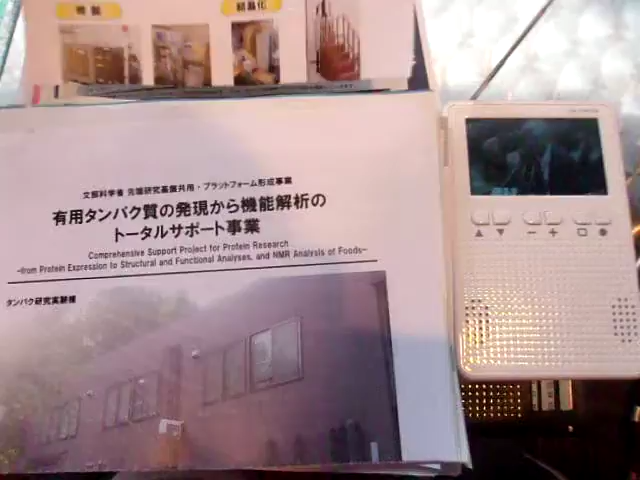 精製
結晶化
文部科学省 先端研究基盤共用・プラットフォーム形成事業
有用タンパク質の発現から機能解析の
トータルサポート事業
Comprehensive Support Project for Protein Research
-from Protein Expression to Structural and Functional Analyses, and NMR Analysis of Foods-
タンパク研究実験棟